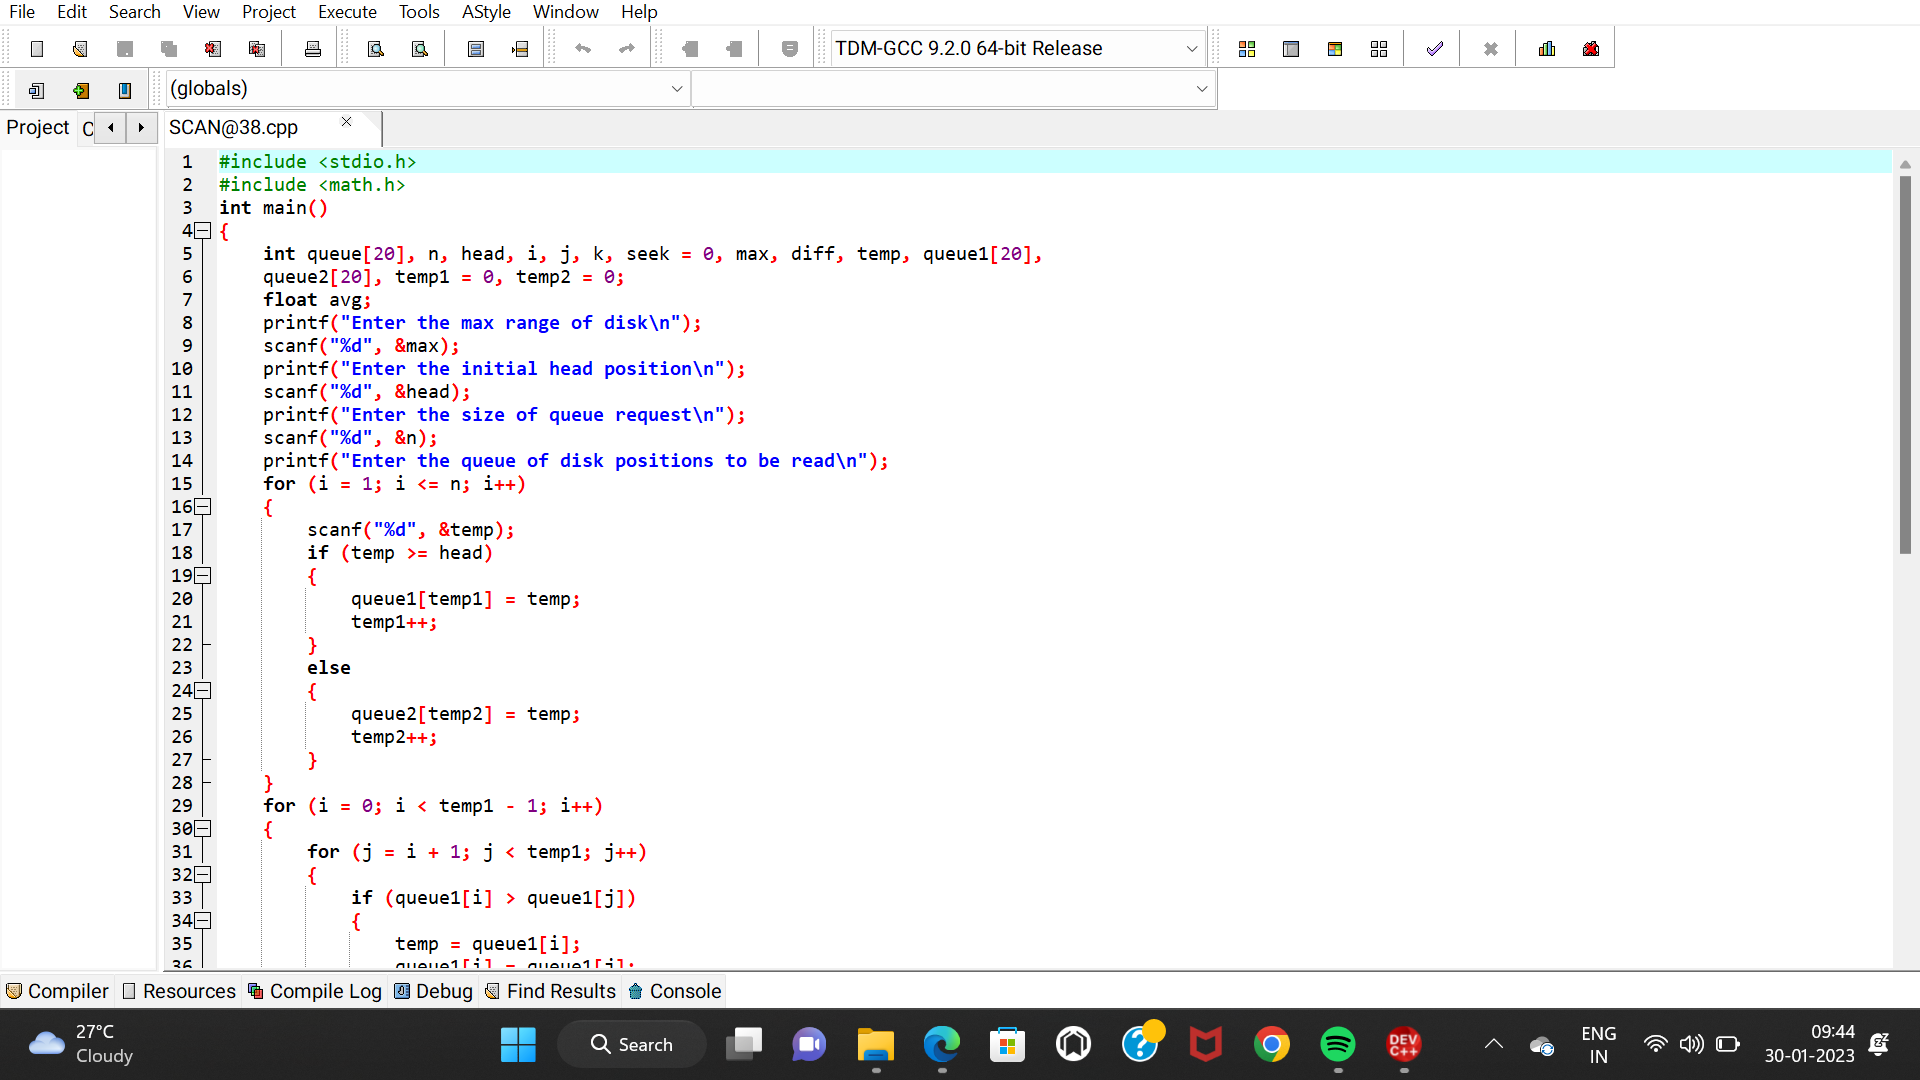 File Edit Search View Project Execute Tools AStyle Window Help
TDM-GCC 9.2.0 64-bit Release
(globals)
Project C SCAN@38.cpp
1 #include <stdio.h>
2 #include <math.h>
3 int main()
4 {
5 int queue[20], n, head, i, j, k, seek = 0, max, diff, temp, queue1[20],
6 queue2[20], temp1 = 0, temp2 = 0;
7 float avg;
8 printf("Enter the max range of disk\n");
9 scanf("%d", &max);
10 printf("Enter the initial head position\n");
11 scanf("%d", &head);
12 printf("Enter the size of queue request\n");
13 scanf("%d", &n);
14 printf("Enter the queue of disk positions to be read\n");
15 for (i = 1; i <= n; i++)
16 {
17 scanf("%d", &temp);
18 if (temp >= head)
19 {
20 queue1[temp1] = temp;
21 temp1++;
22 }
23 else
24 {
25 queue2[temp2] = temp;
26 temp2++;
27 }
28 }
29 for (i = 0; i < temp1 - 1; i++)
30 {
31 for (j = i + 1; j < temp1; j++)
32 {
33 if (queue1[i] > queue1[j])
34 {
35 temp = queue1[i];
36 queue1[i] = queue1[j];
Compiler Resources Compile Log Debug Find Results Console
27°C
Cloudy
Search
DEV
C++
ENG
IN
09:44
30-01-2023